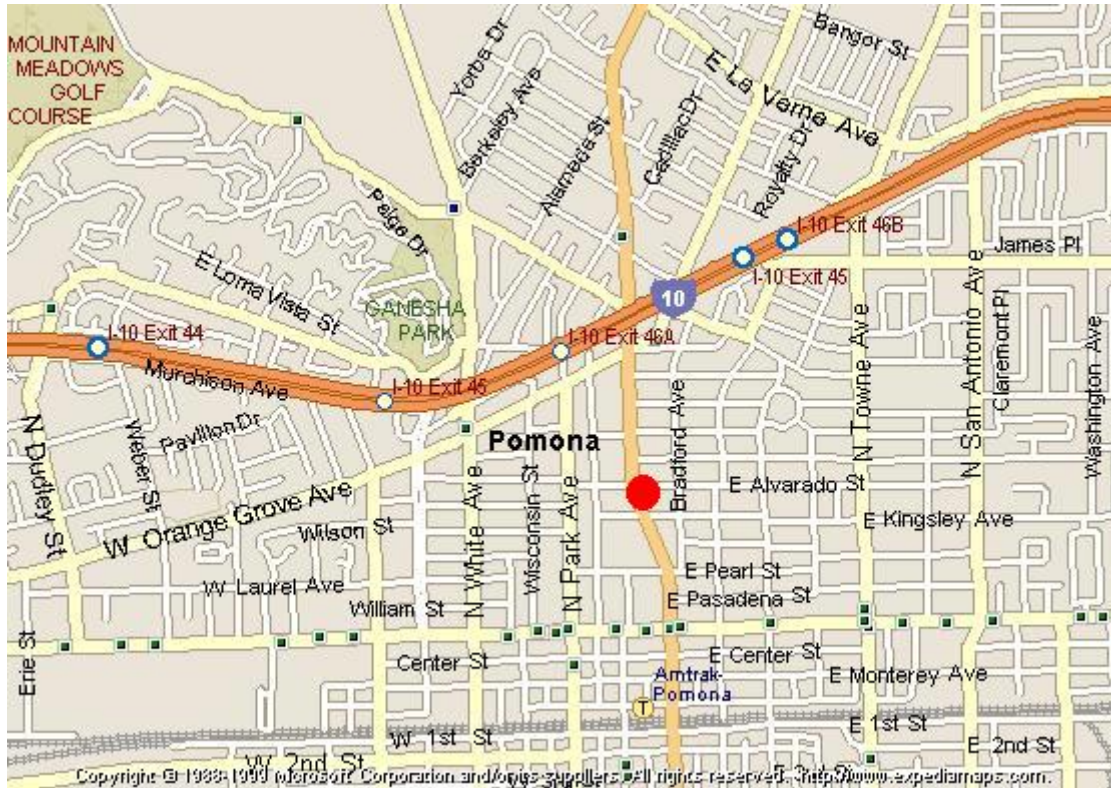 MOUNTAIN
MEADOWS
GOLF
COURSE
Yorba Dr
Berkeley Ave
Alameda St
Cadillac Dr
E La Verne Ave
Bangor St
Royalty Dr
Paige Dr
I-10 Exit 46B
James Pl
I-10 Exit 45
E Loma Vista St
GANESHA
PARK
10
I-10 Exit 44
I-10 Exit 46A
Murchison Ave
I-10 Exit 45
Pavilion Dr
Weber St
N Dudley St
W Orange Grove Ave
Pomona
Bradford Ave
N Towne Ave
N San Antonio Ave
Claremont Pl
Washington Ave
E Alvarado St
E Kingsley Ave
Wilson St
N White Ave
Wisconsin St
N Park Ave
W Laurel Ave
William St
E Pearl St
E Pasadena St
Erie St
Center St
E Center St
E Monterey Ave
Amtrak-
Pomona
T
W 1st St
E 1st St
W 2nd St
E 2nd St
E 3rd St
Copyright © 1988-1999 Microsoft Corporation and/or its suppliers. All rights reserved. http://www.expediamaps.com.